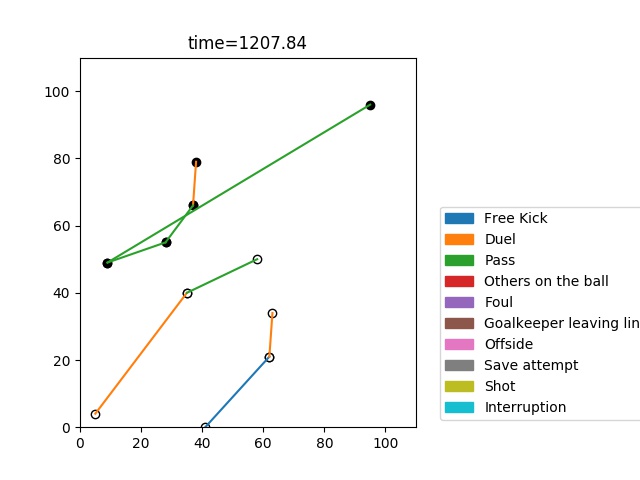 time=1207.84
100
80
60
40
20
0
0 20 40 60 80 100
Free Kick
Duel
Pass
Others on the ball
Foul
Goalkeeper leaving lin
Offside
Save attempt
Shot
Interruption